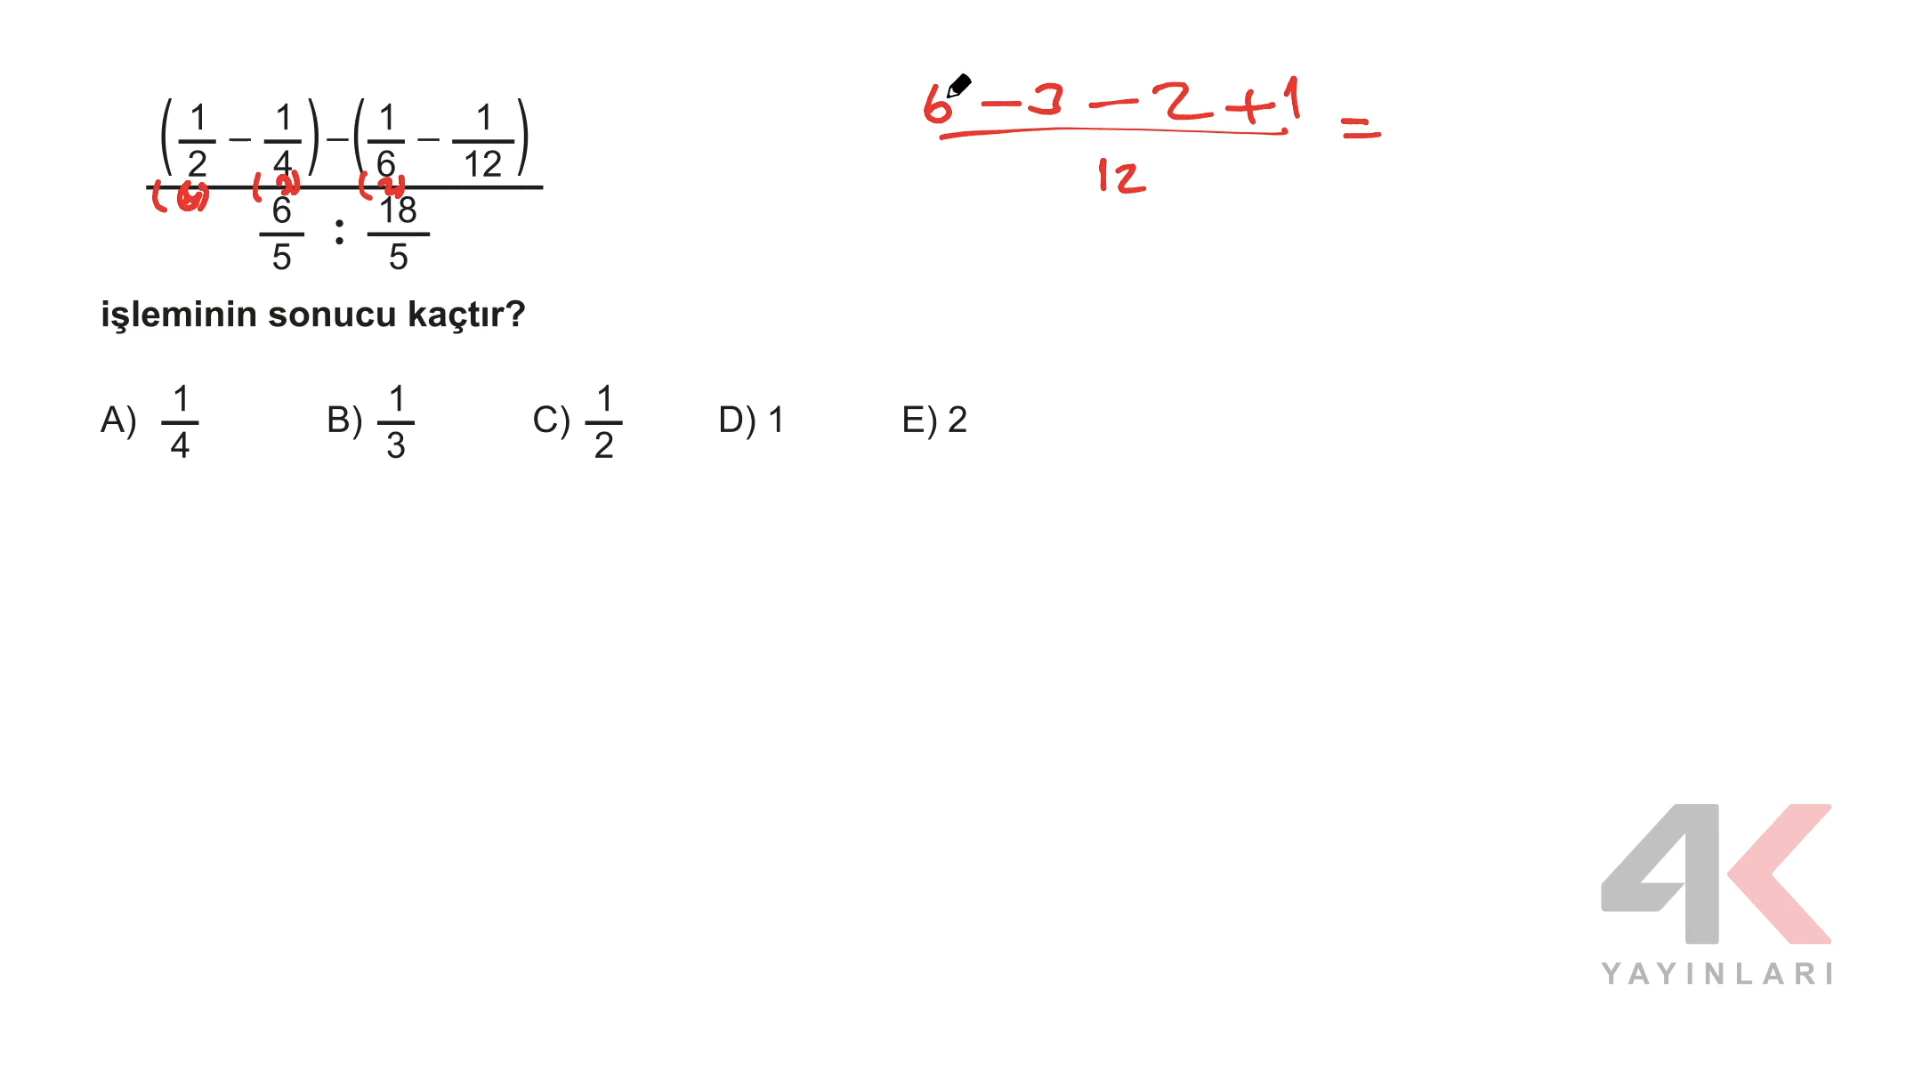 (1/2 − 1/4) − (1/6 − 1/12)
(6) (3) (2)
6/5 : 18/5
işleminin sonucu kaçtır?
A) 1/4 B) 1/3 C) 1/2 D) 1 E) 2
6 − 3 − 2 + 1 =
12
4K
YAYINLARI